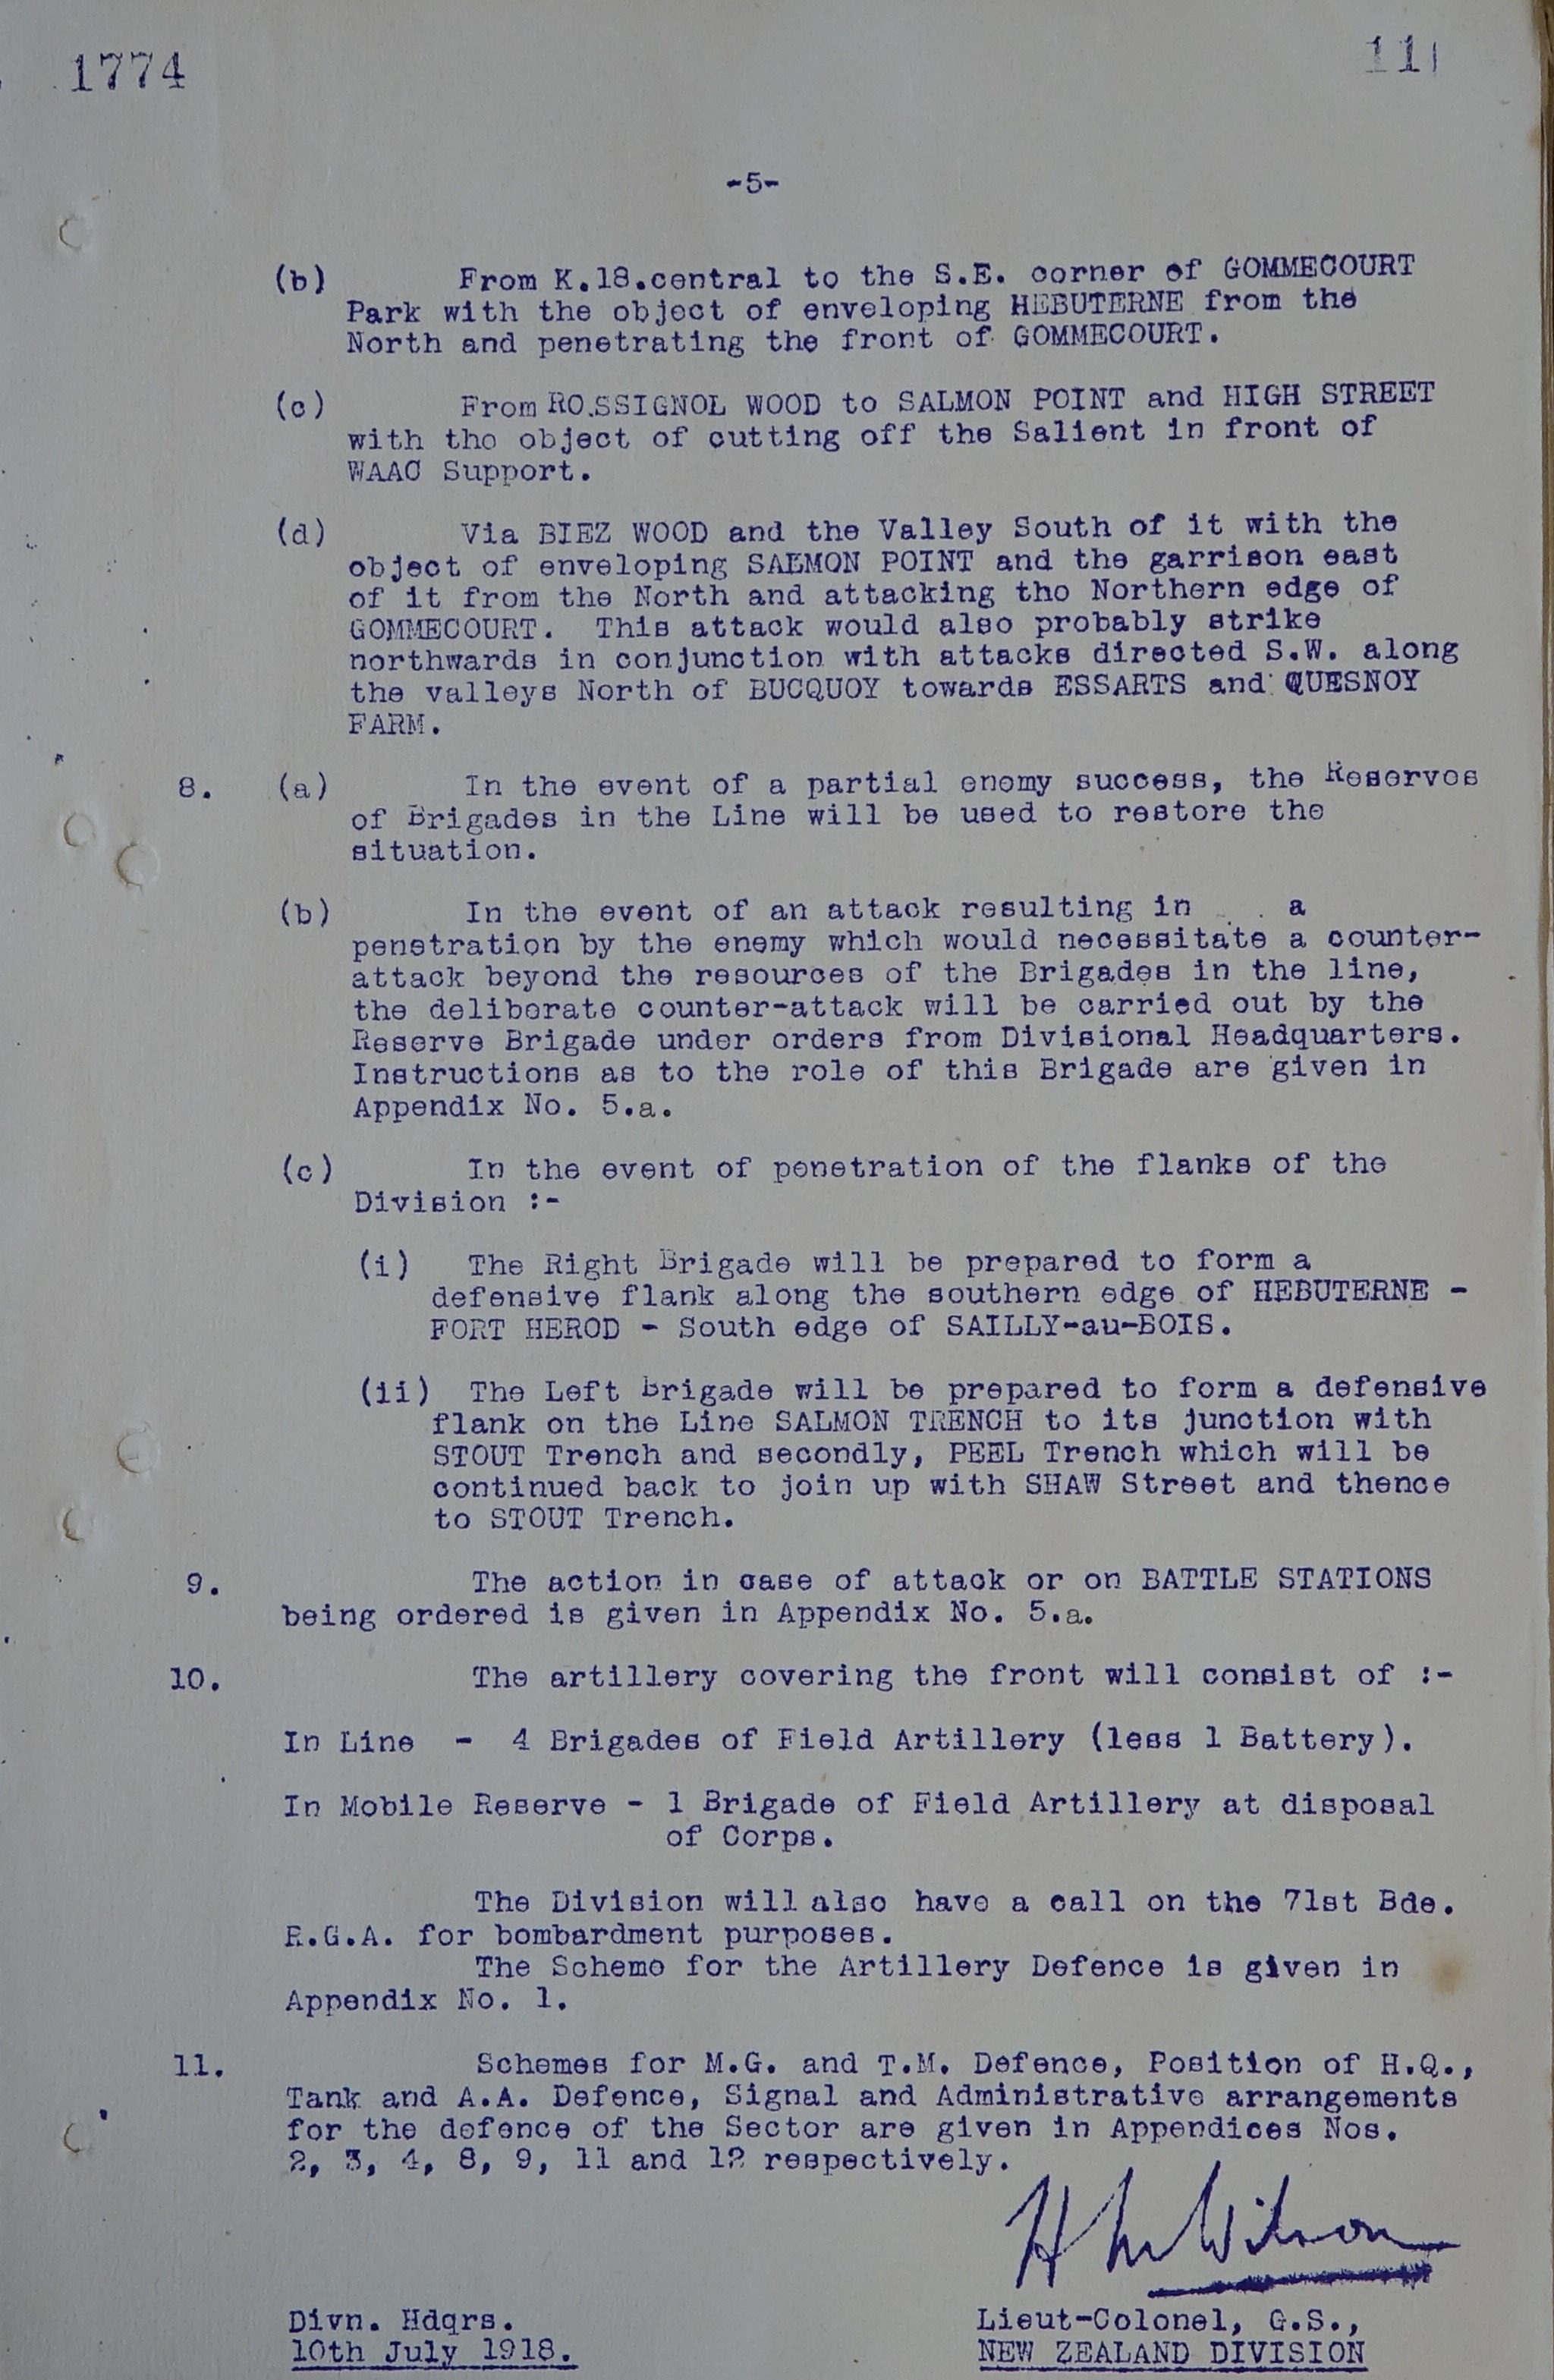 1774
111
-5-
(b) From K.18.central to the S.E. corner of GOMMECOURT
Park with the object of enveloping HEBUTERNE from the
North and penetrating the front of GOMMECOURT.
(c) From ROSSIGNOL WOOD to SALMON POINT and HIGH STREET
with the object of cutting off the Salient in front of
WAAC Support.
(d) Via BIEZ WOOD and the Valley South of it with the
object of enveloping SALMON POINT and the garrison east
of it from the North and attacking the Northern edge of
GOMMECOURT. This attack would also probably strike
northwards in conjunction with attacks directed S.W. along
the valleys North of BUCQUOY towards ESSARTS and QUESNOY
FARM.
8. (a) In the event of a partial enemy success, the Reserves
of Brigades in the Line will be used to restore the
situation.
(b) In the event of an attack resulting in a
penetration by the enemy which would necessitate a counter-
attack beyond the resources of the Brigades in the line,
the deliberate counter-attack will be carried out by the
Reserve Brigade under orders from Divisional Headquarters.
Instructions as to the role of this Brigade are given in
Appendix No. 5.a.
(c) In the event of penetration of the flanks of the
Division :-
(i) The Right Brigade will be prepared to form a
defensive flank along the southern edge of HEBUTERNE -
FORT HEROD - South edge of SAILLY-au-BOIS.
(ii) The Left Brigade will be prepared to form a defensive
flank on the Line SALMON TRENCH to its junction with
STOUT Trench and secondly, PEEL Trench which will be
continued back to join up with SHAW Street and thence
to STOUT Trench.
9. The action in case of attack or on BATTLE STATIONS
being ordered is given in Appendix No. 5.a.
10. The artillery covering the front will consist of :-
In Line - 4 Brigades of Field Artillery (less 1 Battery).
In Mobile Reserve - 1 Brigade of Field Artillery at disposal
of Corps.
The Division will also have a call on the 71st Bde.
R.G.A. for bombardment purposes.
The Scheme for the Artillery Defence is given in
Appendix No. 1.
11. Schemes for M.G. and T.M. Defence, Position of H.Q.,
Tank and A.A. Defence, Signal and Administrative arrangements
for the defence of the Sector are given in Appendices Nos.
2, 3, 4, 8, 9, 11 and 12 respectively.
H M Wilson
Divn. Hdqrs. Lieut-Colonel, G.S.,
10th July 1918. NEW ZEALAND DIVISION